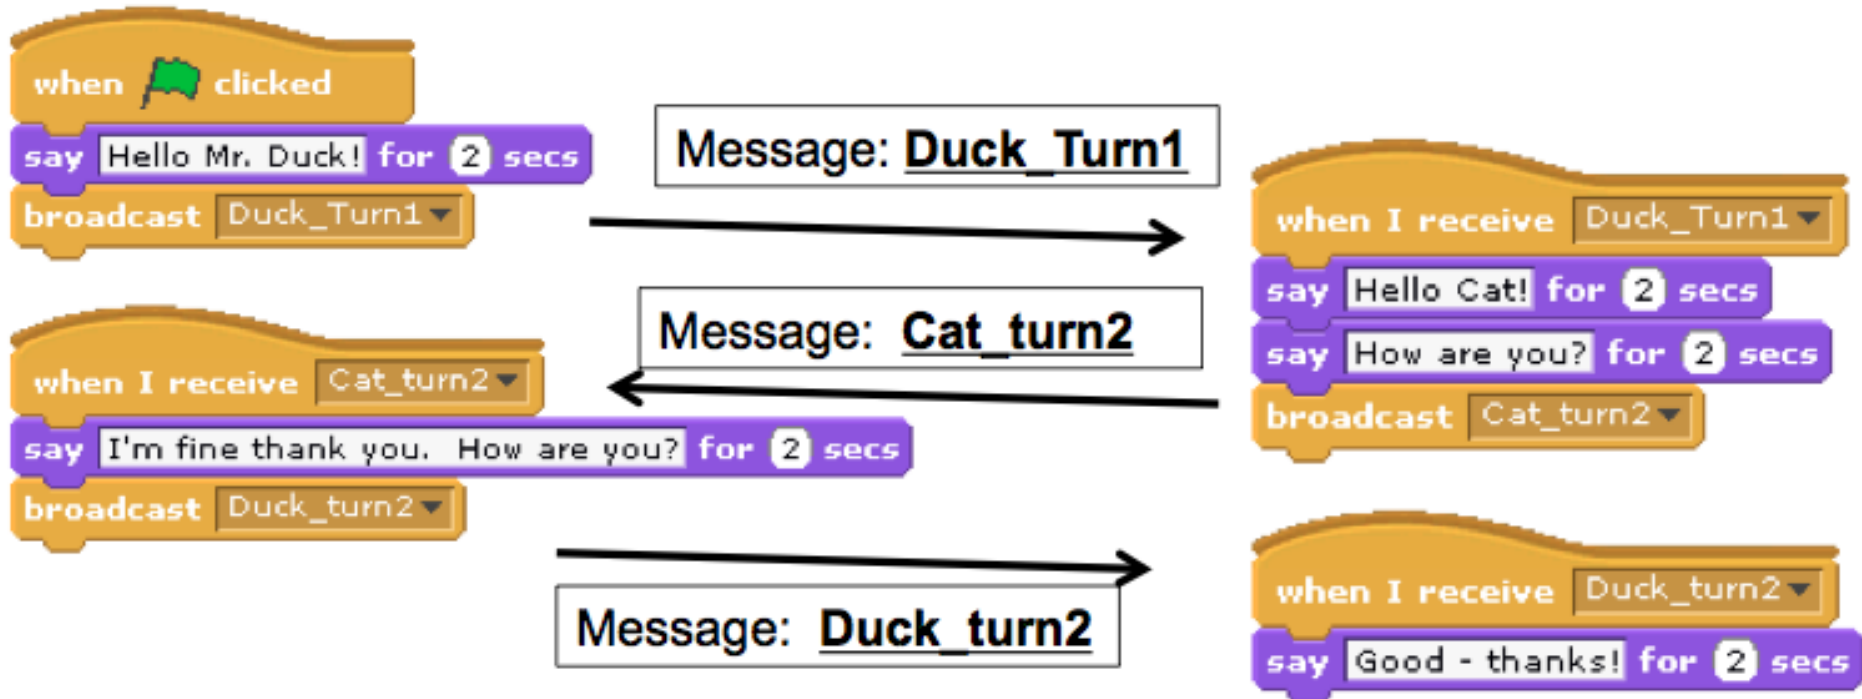 when clicked
say Hello Mr. Duck! for 2 secs
broadcast Duck_Turn1
Message: Duck_Turn1
when I receive Duck_Turn1
say Hello Cat! for 2 secs
say How are you? for 2 secs
broadcast Cat_turn2
Message: Cat_turn2
when I receive Cat_turn2
say I'm fine thank you. How are you? for 2 secs
broadcast Duck_turn2
Message: Duck_turn2
when I receive Duck_turn2
say Good - thanks! for 2 secs